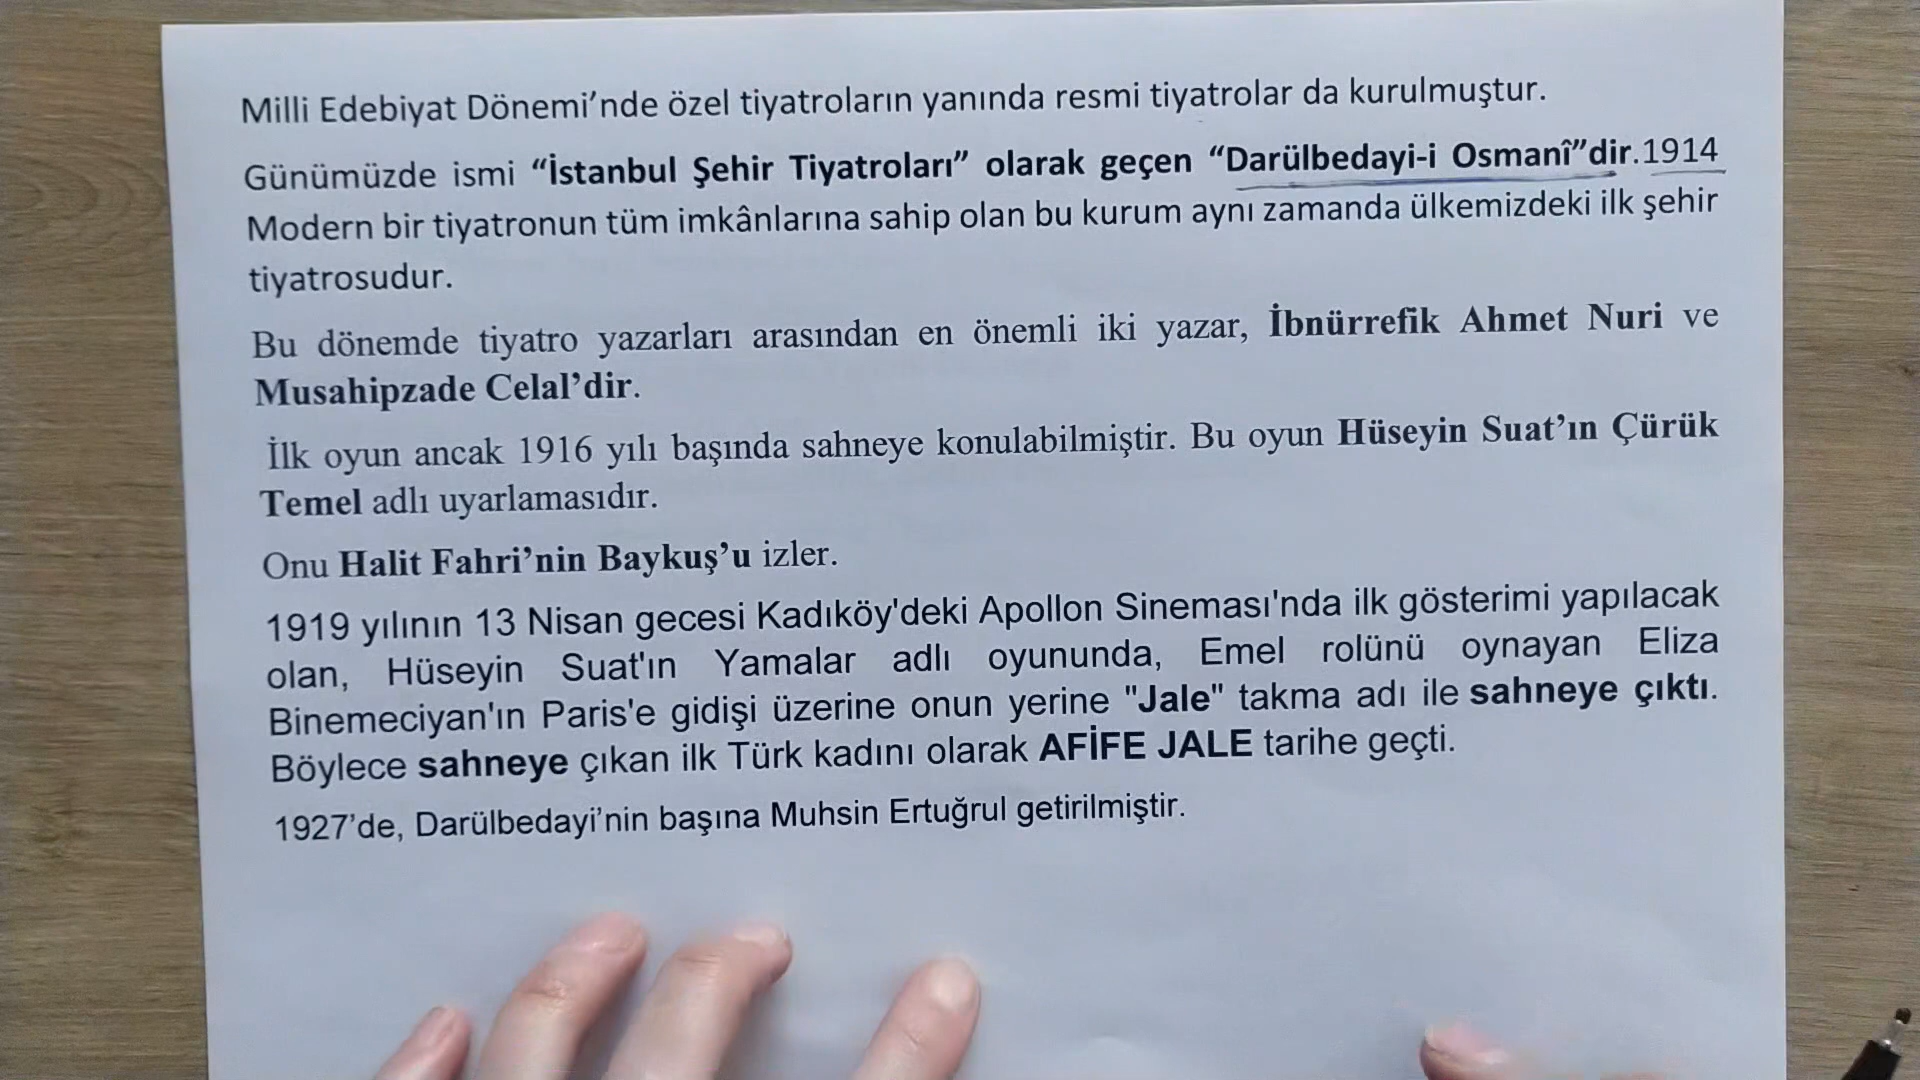 Milli Edebiyat Dönemi’nde özel tiyatroların yanında resmi tiyatrolar da kurulmuştur.
Günümüzde ismi “İstanbul Şehir Tiyatroları” olarak geçen “Darülbedayi-i Osmanî”dir.1914
Modern bir tiyatronun tüm imkânlarına sahip olan bu kurum aynı zamanda ülkemizdeki ilk şehir
tiyatrosudur.
Bu dönemde tiyatro yazarları arasından en önemli iki yazar, İbnürrefik Ahmet Nuri ve
Musahipzade Celal’dir.
İlk oyun ancak 1916 yılı başında sahneye konulabilmiştir. Bu oyun Hüseyin Suat’ın Çürük
Temel adlı uyarlamasıdır.
Onu Halit Fahri’nin Baykuş’u izler.
1919 yılının 13 Nisan gecesi Kadıköy'deki Apollon Sineması'nda ilk gösterimi yapılacak
olan, Hüseyin Suat'ın Yamalar adlı oyununda, Emel rolünü oynayan Eliza
Binemeciyan'ın Paris'e gidişi üzerine onun yerine "Jale" takma adı ile sahneye çıktı.
Böylece sahneye çıkan ilk Türk kadını olarak AFİFE JALE tarihe geçti.
1927’de, Darülbedayi’nin başına Muhsin Ertuğrul getirilmiştir.